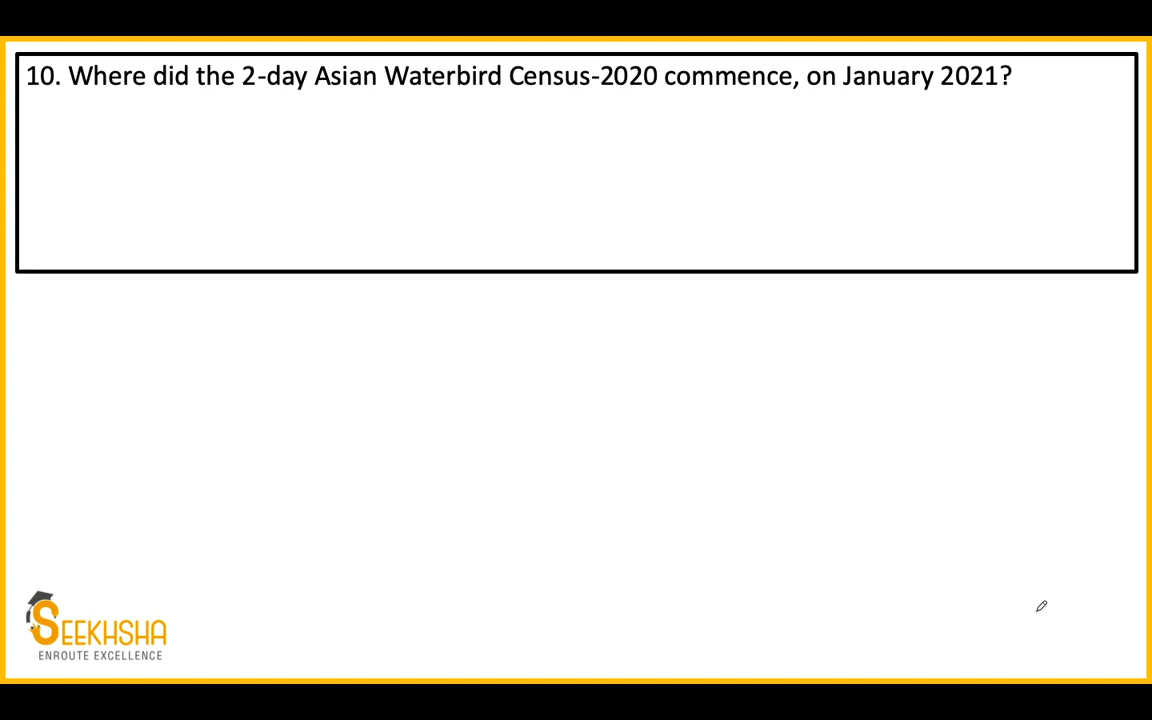 10. Where did the 2-day Asian Waterbird Census-2020 commence, on January 2021?
SEEKHSHA
ENROUTE EXCELLENCE